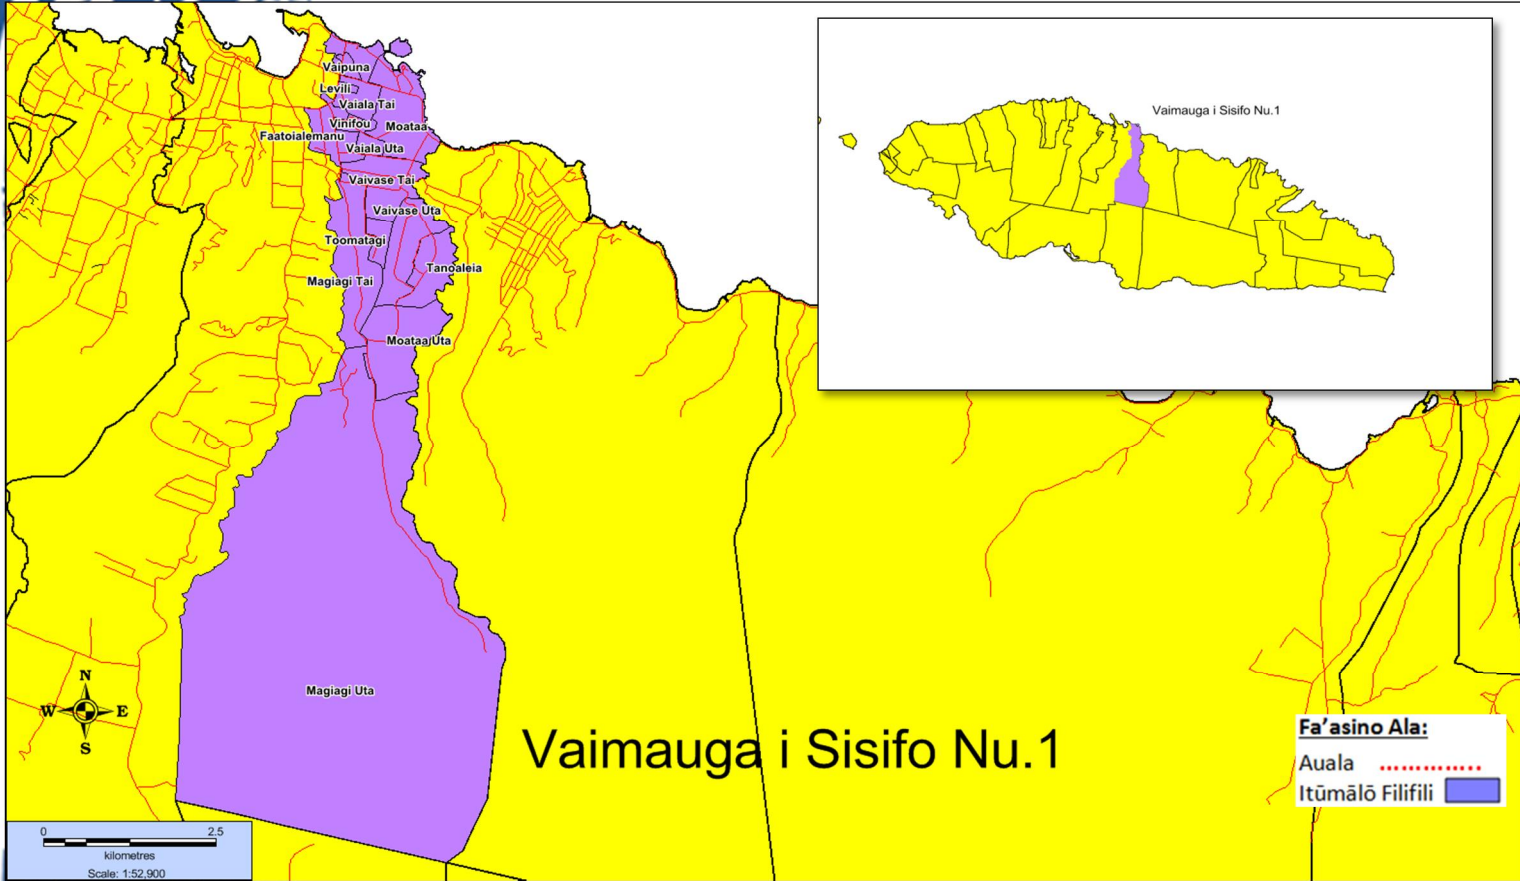 Vaimauga i Sisifo Nu.1
Vaipuna
Levili
Vaiala Tai
Vinifou
Moataa
Faatoialemanu
Vaiala Uta
Vaivase Tai
Vaivase Uta
Toomatagi
Tanoaleia
Magiagi Tai
Moataa Uta
Magiagi Uta
N
W E
S
Vaimauga i Sisifo Nu.1
Fa'asino Ala:
Auala ..............
Itūmālō Filifili
0 2.5
kilometres
Scale: 1:52,900